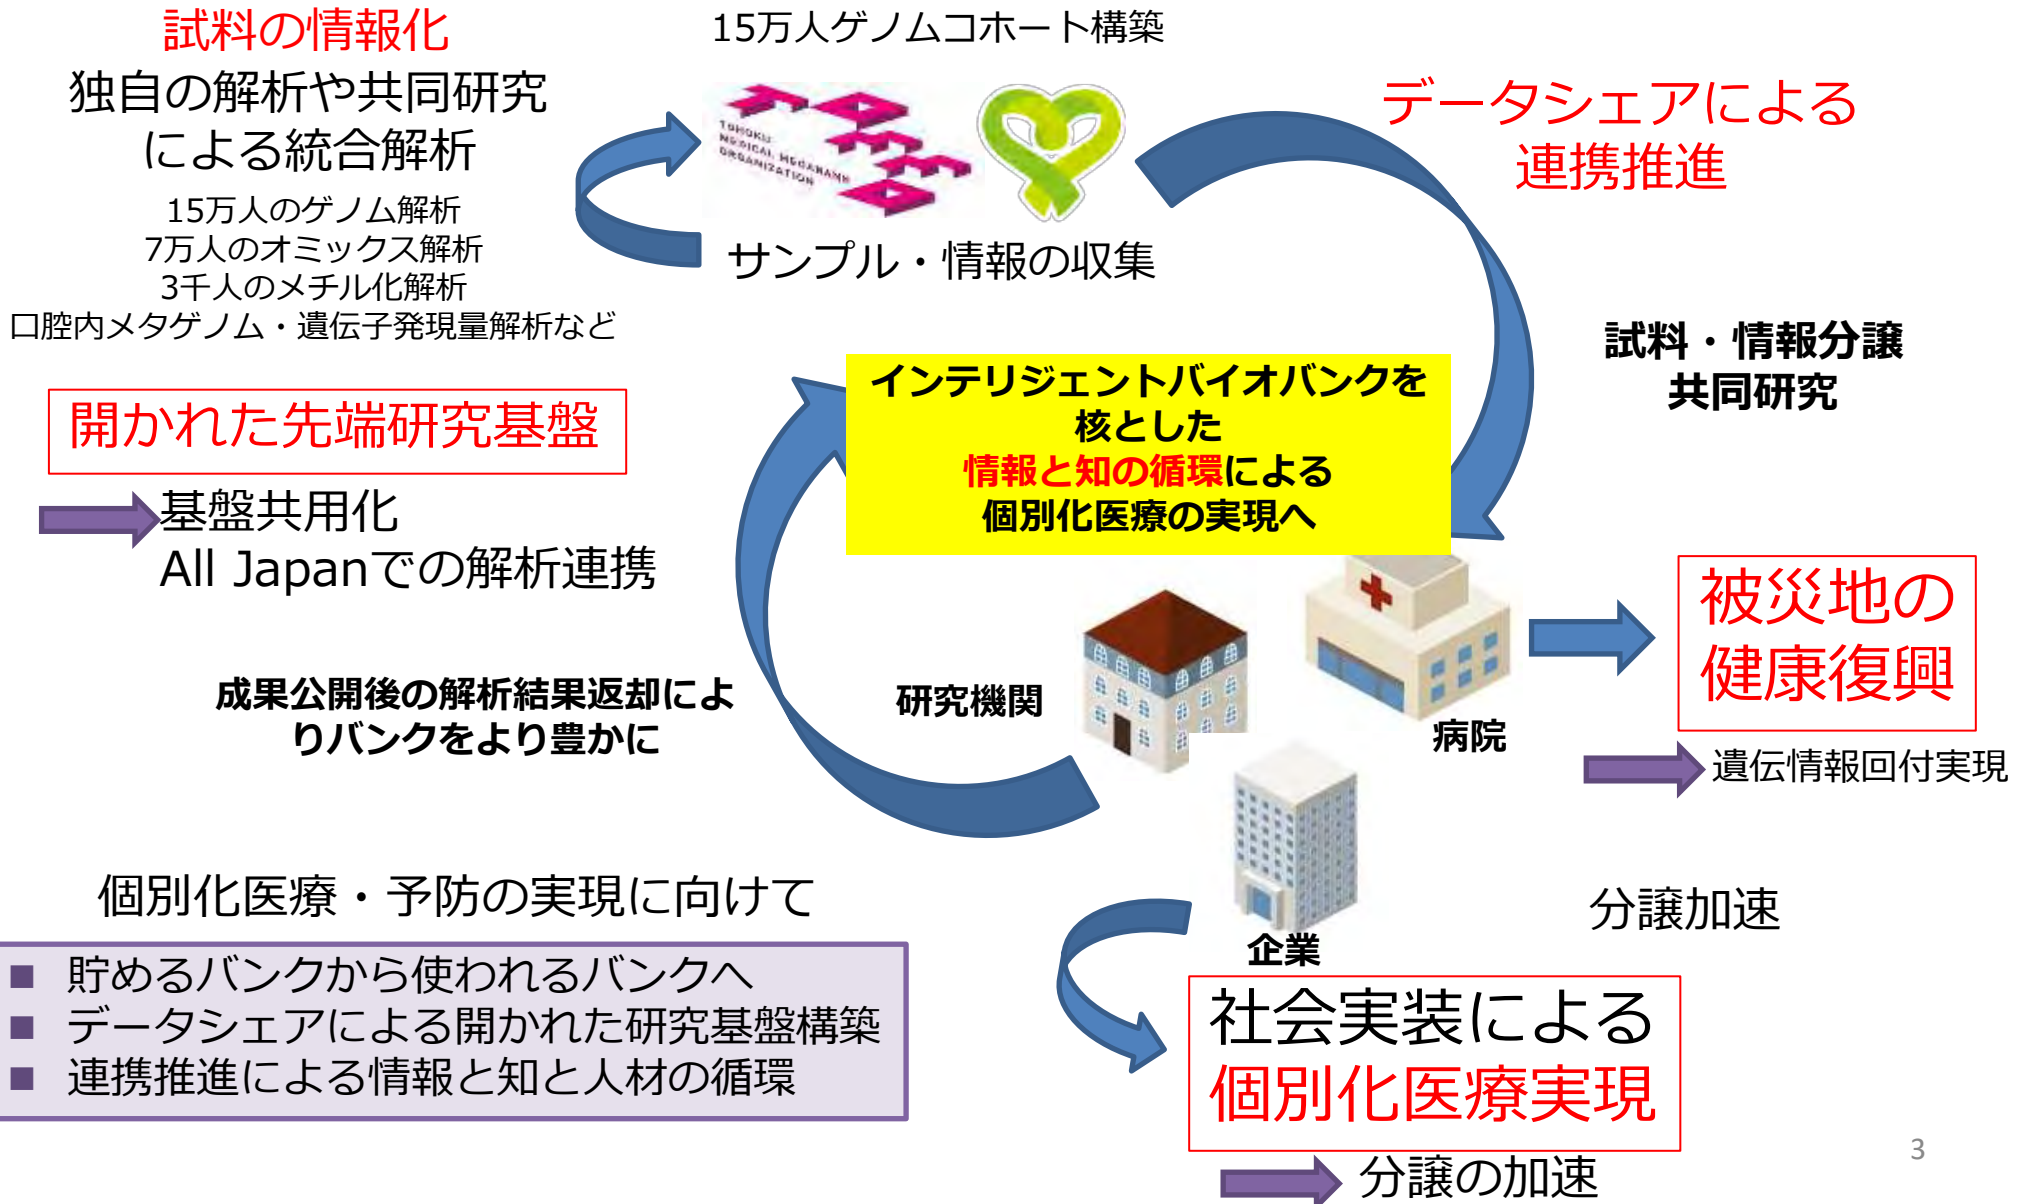 試料の情報化
独自の解析や共同研究
による統合解析
15万人のゲノム解析
7万人のオミックス解析
3千人のメチル化解析
口腔内メタゲノム・遺伝子発現量解析など
15万人ゲノムコホート構築
TOHOKU
MEDICAL MEGABANK
ORGANIZATION
サンプル・情報の収集
データシェアによる
連携推進
試料・情報分譲
共同研究
開かれた先端研究基盤
基盤共用化
All Japanでの解析連携
インテリジェントバイオバンクを
核とした
情報と知の循環による
個別化医療の実現へ
被災地の
健康復興
遺伝情報回付実現
成果公開後の解析結果返却によ
りバンクをより豊かに
研究機関
病院
企業
分譲加速
個別化医療・予防の実現に向けて
■ 貯めるバンクから使われるバンクへ
■ データシェアによる開かれた研究基盤構築
■ 連携推進による情報と知と人材の循環
社会実装による
個別化医療実現
分譲の加速
3